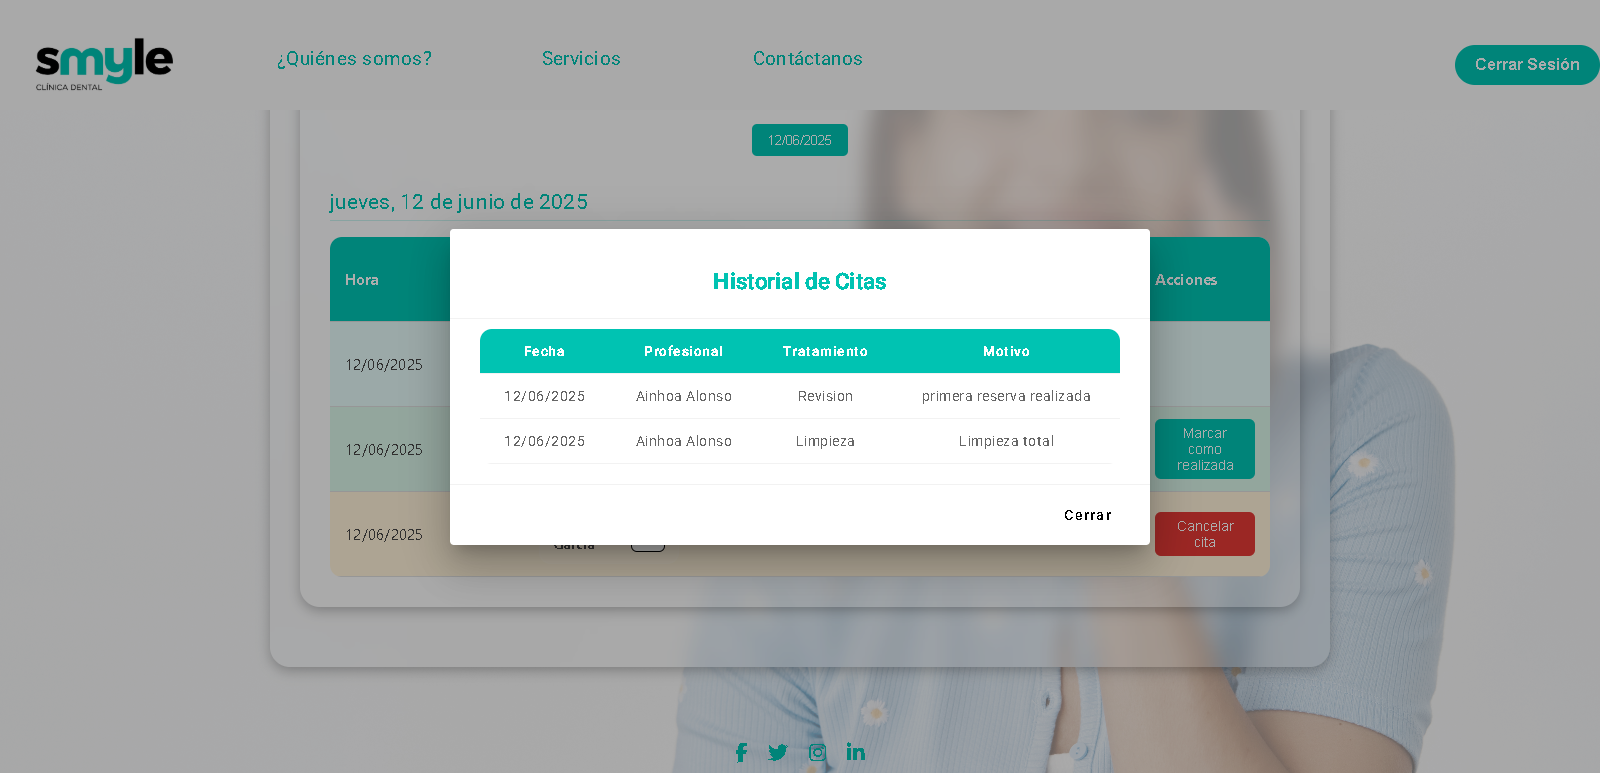 smyle
CLÍNICA DENTAL
¿Quiénes somos?
Servicios
Contáctanos
Cerrar Sesión
12/06/2025
jueves, 12 de junio de 2025
Hora
Acciones
12/06/2025
12/06/2025
Marcar
como
realizada
12/06/2025
García
Cancelar
cita
Historial de Citas
Fecha Profesional Tratamiento Motivo
12/06/2025 Ainhoa Alonso Revision primera reserva realizada
12/06/2025 Ainhoa Alonso Limpieza Limpieza total
Cerrar